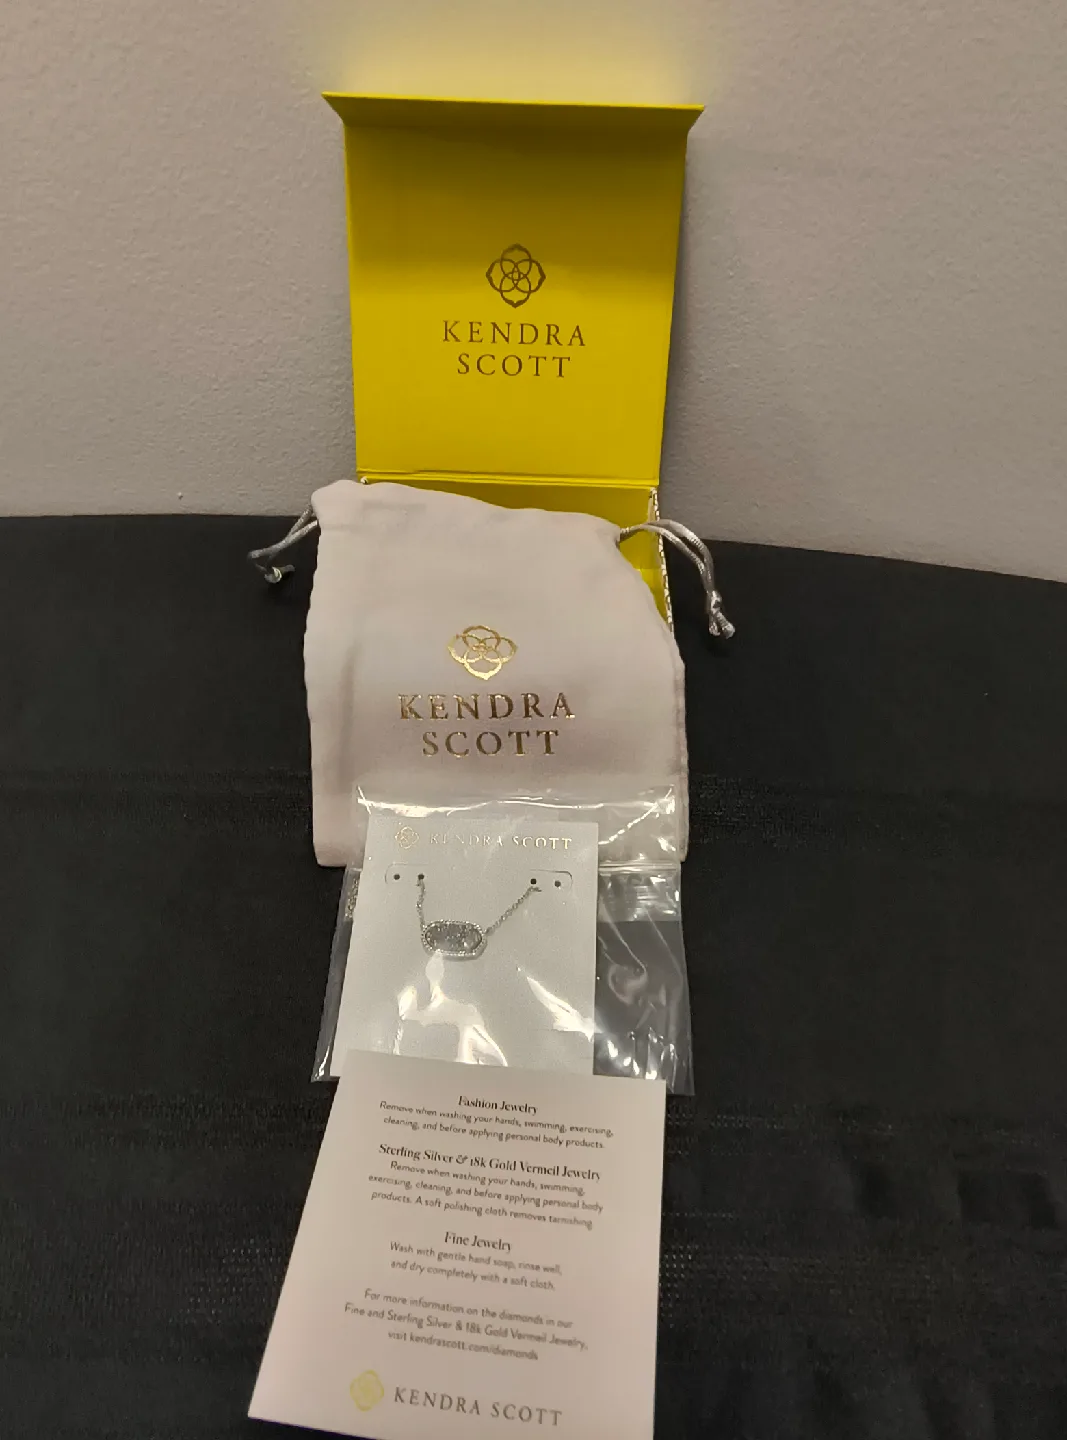 KENDRA
SCOTT
KENDRA
SCOTT
KENDRA SCOTT
Fashion Jewelry
Remove when washing your hands, swimming, exercising,
cleaning, and before applying personal body products.
Sterling Silver & 18k Gold Vermeil Jewelry
Remove when washing your hands, swimming,
exercising, cleaning, and before applying personal body
products. A soft polishing cloth removes tarnishing.
Fine Jewelry
Wash with gentle hand soap, rinse well,
and dry completely with a soft cloth.
For more information on the diamonds in our
Fine and Sterling Silver & 18k Gold Vermeil Jewelry,
visit kendrascott.com/diamonds
KENDRA SCOTT